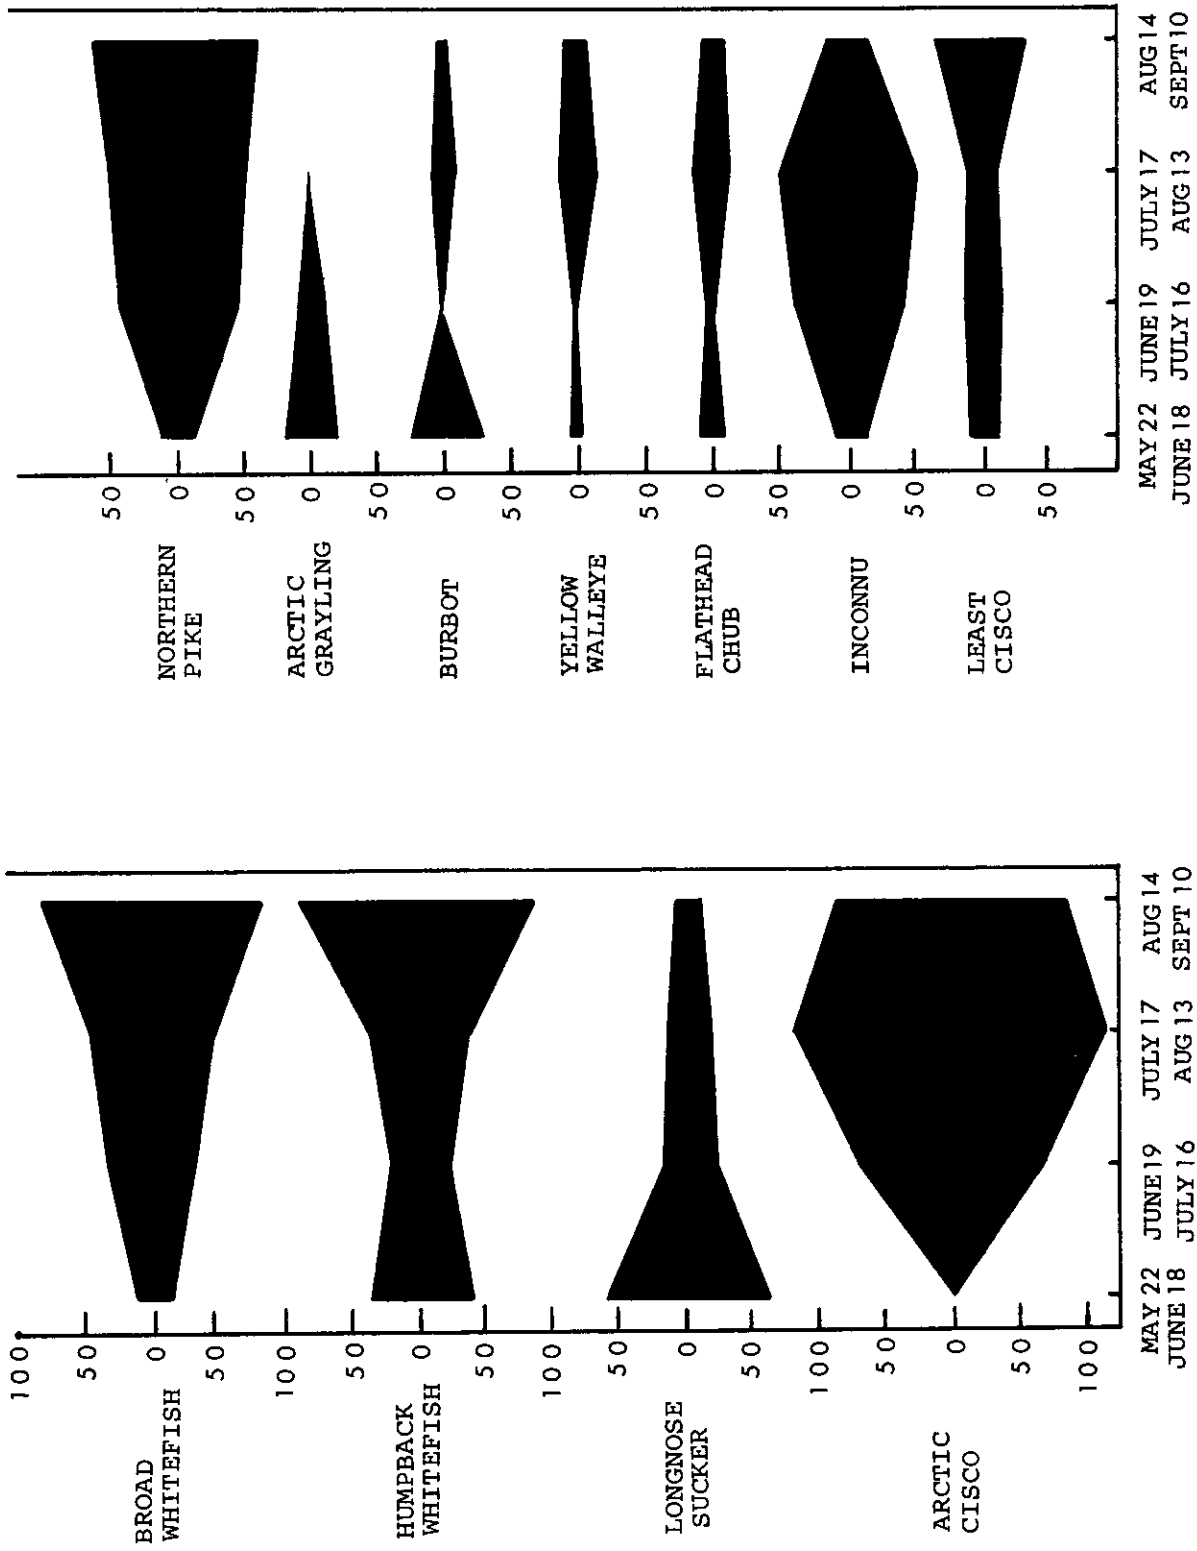 100
50
BROAD
WHITEFISH
0
50
100
50
HUMPBACK
WHITEFISH
0
50
100
50
LONGNOSE
SUCKER
0
50
100
50
ARCTIC
CISCO
0
50
100
MAY 22 JUNE 19 JULY 17 AUG 14
JUNE 18 JULY 16 AUG 13 SEPT 10
50
NORTHERN
PIKE
0
50
ARCTIC
GRAYLING
0
50
BURBOT
0
50
YELLOW
WALLEYE
0
50
FLATHEAD
CHUB
0
50
INCONNU
0
50
LEAST
CISCO
0
50
MAY 22 JUNE 19 JULY 17 AUG 14
JUNE 18 JULY 16 AUG 13 SEPT 10